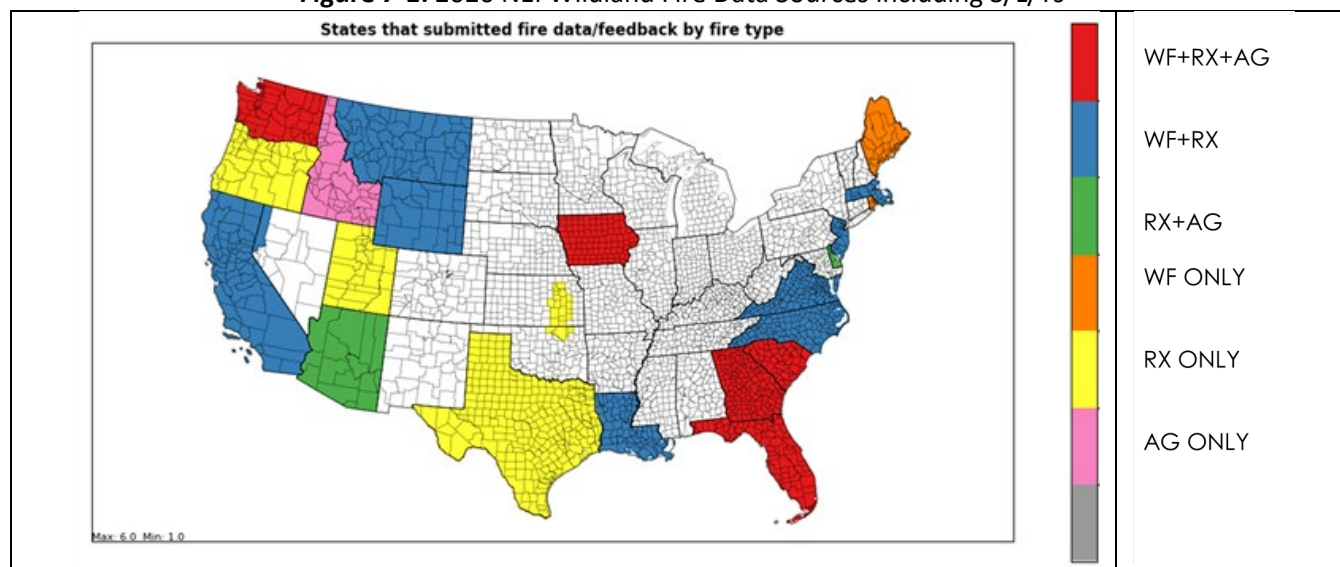 States that submitted fire data/feedback by fire type
WF+RX+AG
WF+RX
RX+AG
WF ONLY
RX ONLY
AG ONLY
Max: 6.0 Min: 1.0